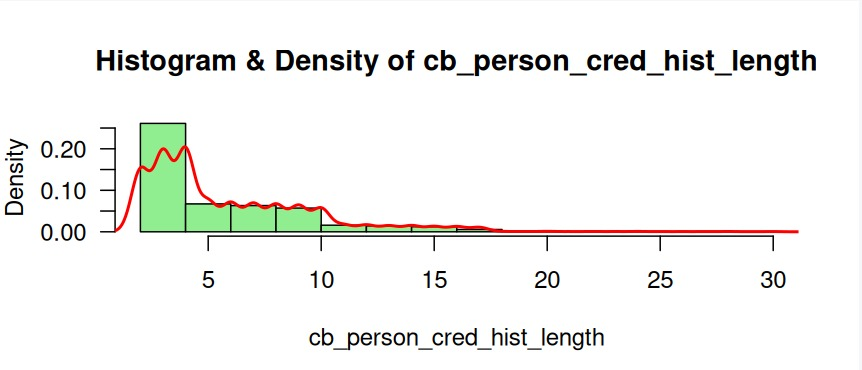 Histogram & Density of cb_person_cred_hist_length
Density
0.20
0.10
0.00
5 10 15 20 25 30
cb_person_cred_hist_length